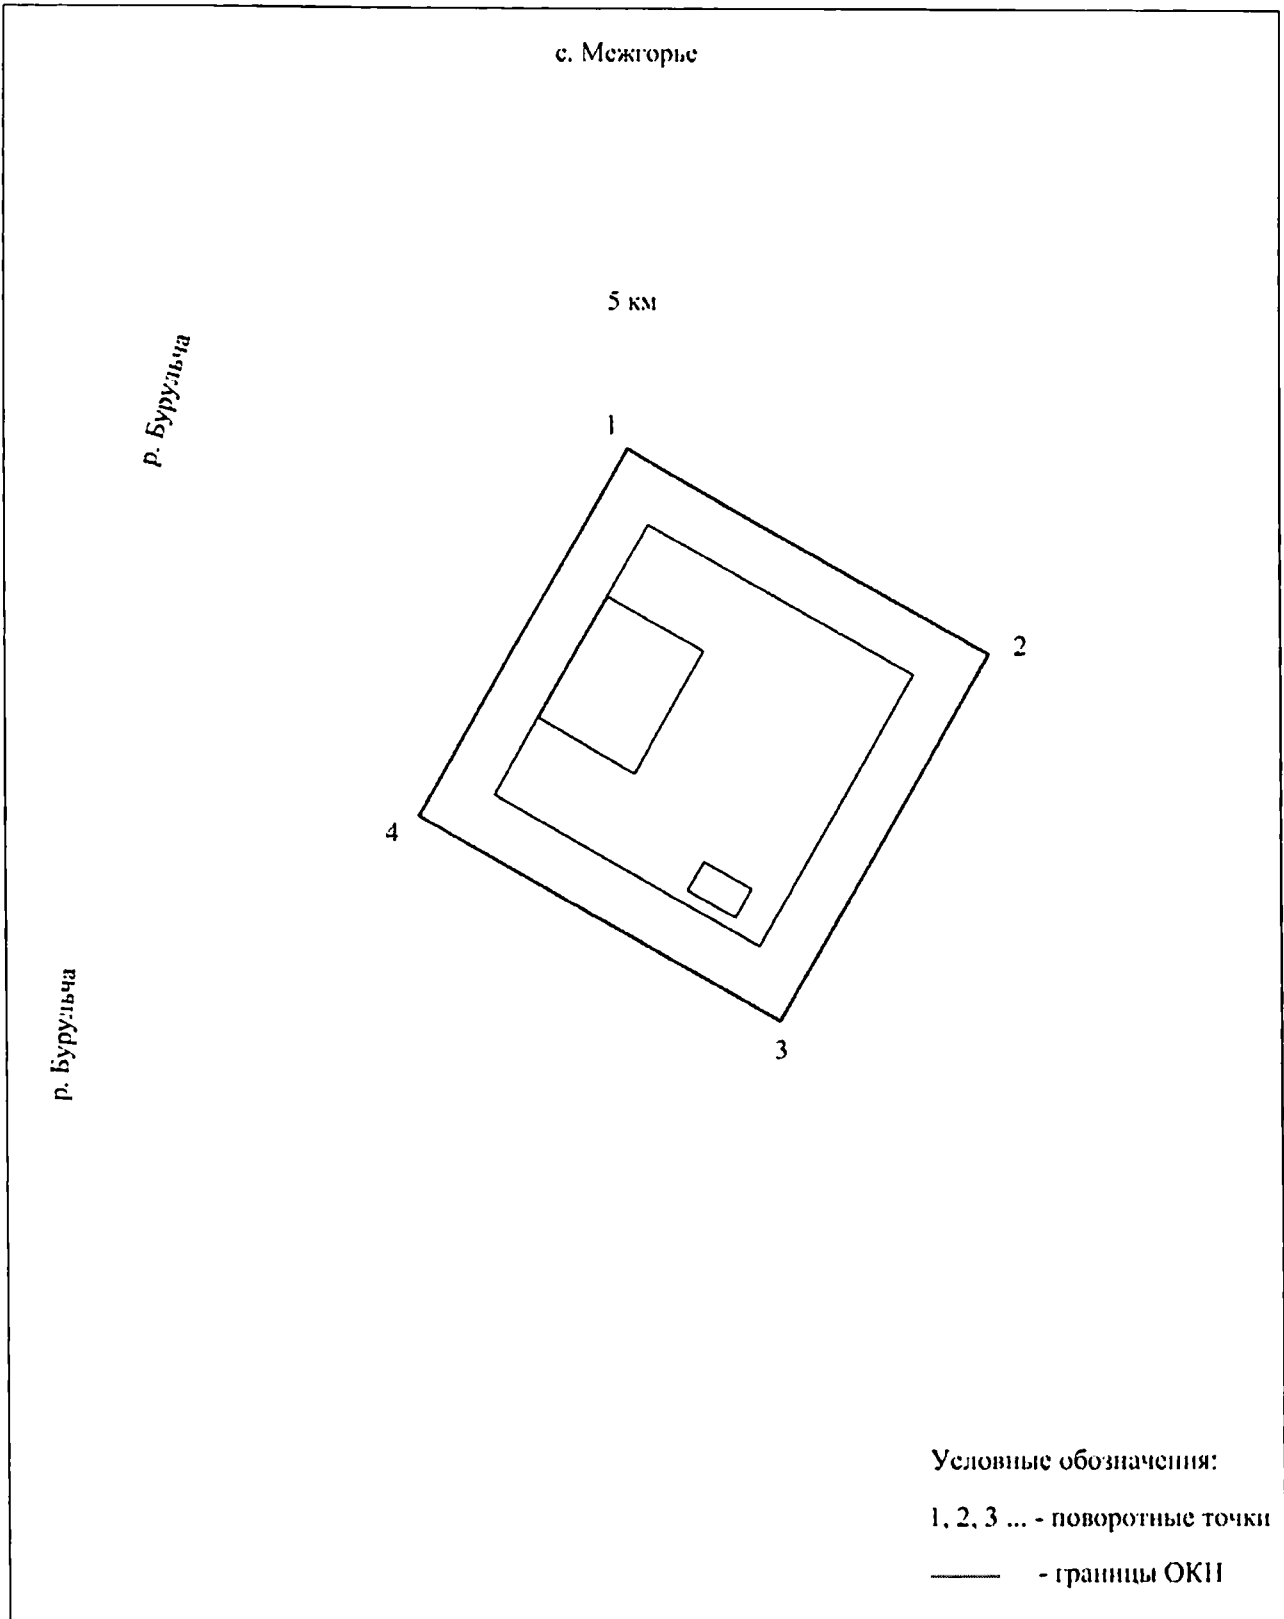 с. Межгорье
5 км
р. Бурульча
1
2
4
3
р. Бурульча
Условные обозначения:
1, 2, 3 ... - поворотные точки
- границы ОКН